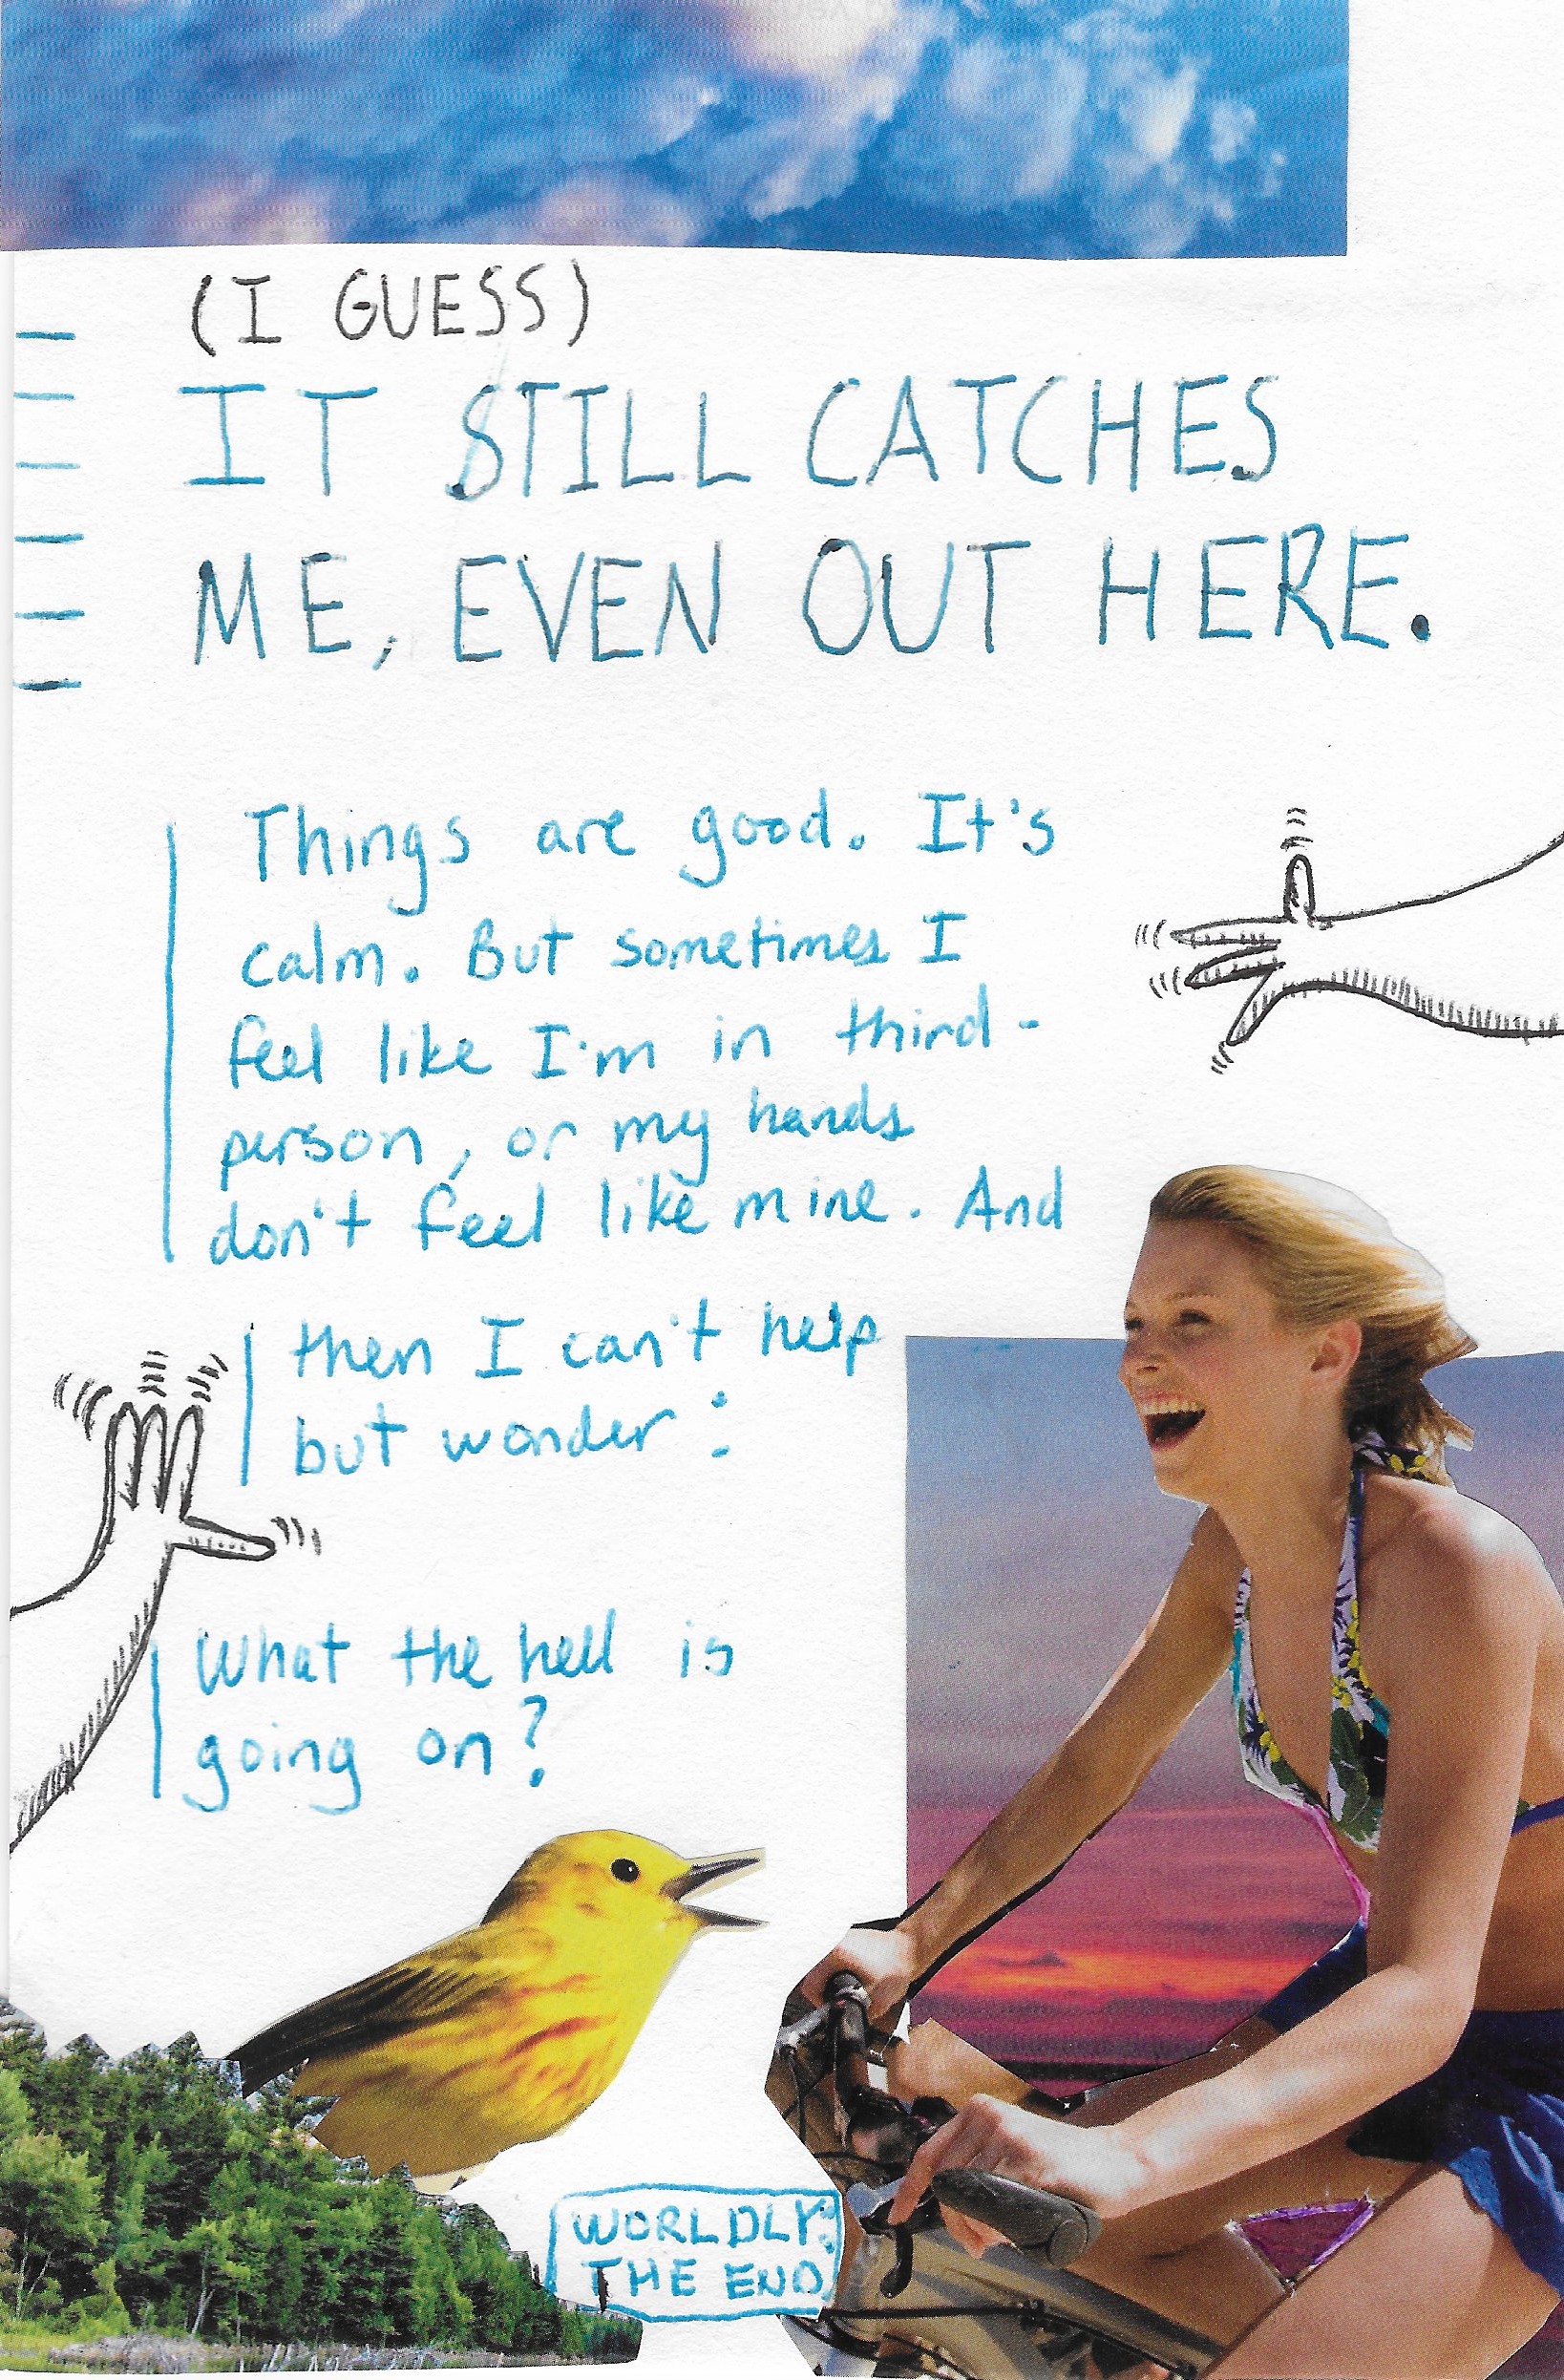 (I GUESS)
IT STILL CATCHES
ME, EVEN OUT HERE.
Things are good. It's
calm. But sometimes I
feel like I'm in third-
person, or my hands
don't feel like mine. And
then I can't help
but wonder:
What the hell is
going on?
WORLDLY:
THE END